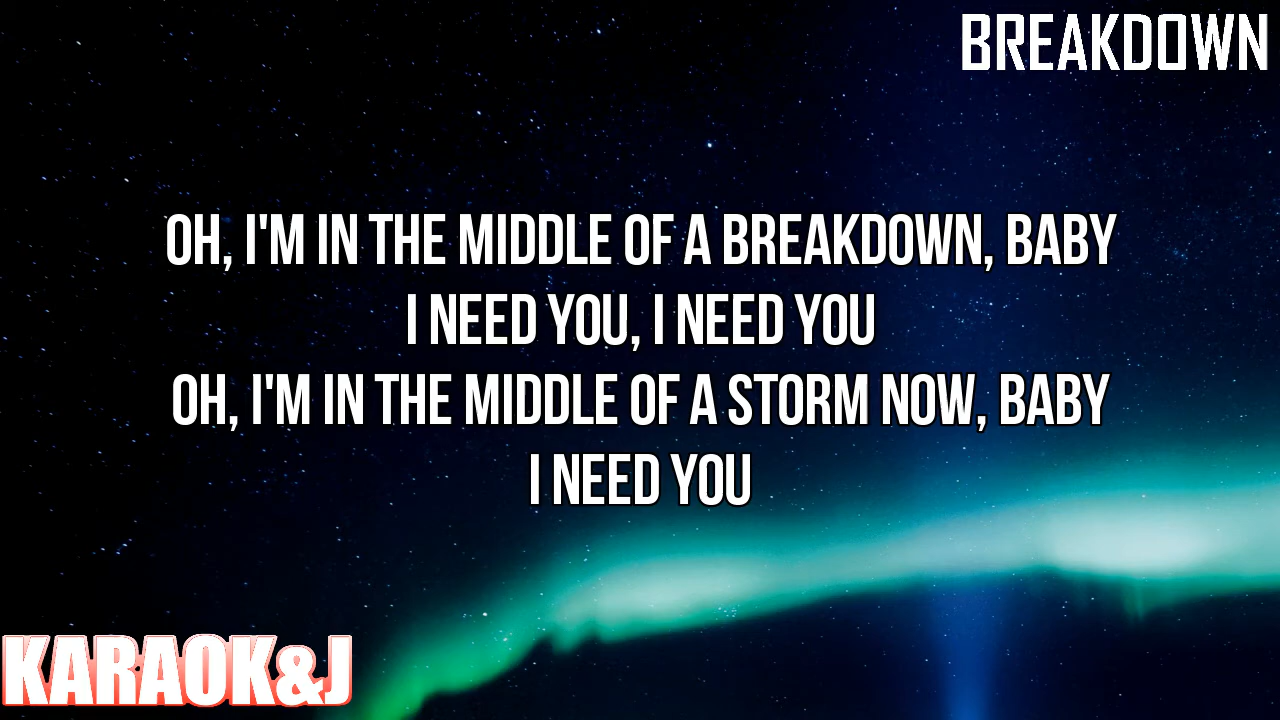 BREAKDOWN
OH, I'M IN THE MIDDLE OF A BREAKDOWN, BABY
I NEED YOU, I NEED YOU
OH, I'M IN THE MIDDLE OF A STORM NOW, BABY
I NEED YOU
KARAOK&J